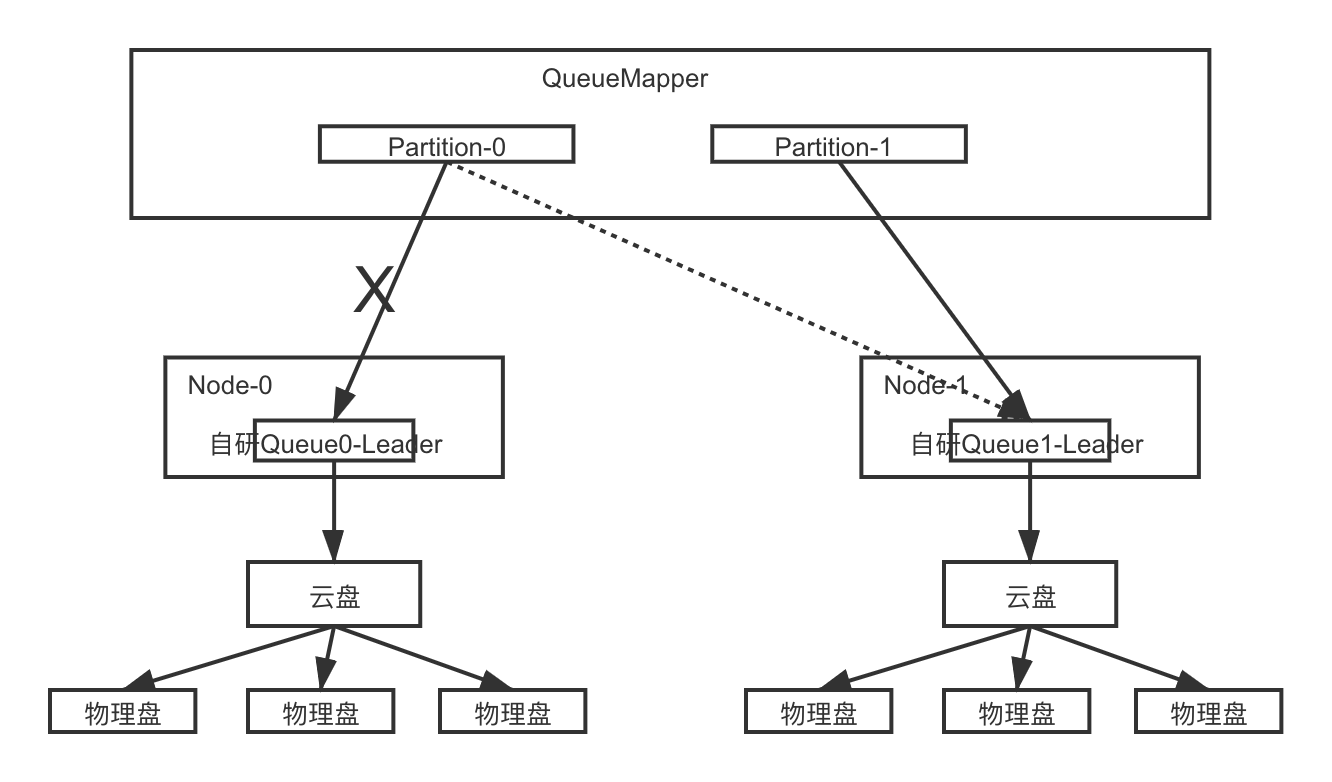 QueueMapper
Partition-0
Partition-1
X
Node-0
Node-1
自研Queue0-Leader
自研Queue1-Leader
云盘
云盘
物理盘
物理盘
物理盘
物理盘
物理盘
物理盘